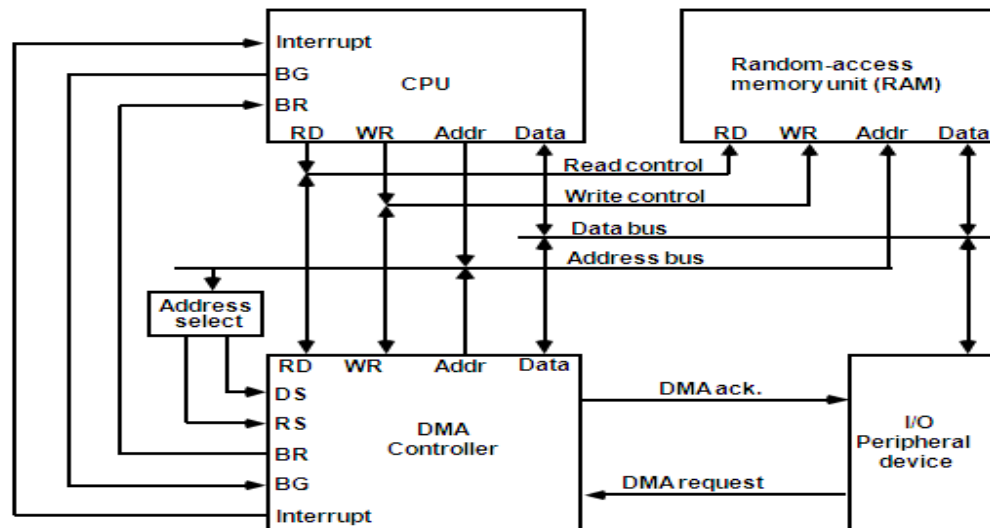 Interrupt
BG
CPU
BR
RD WR Addr Data
Random-access
memory unit (RAM)
RD WR Addr Data
Read control
Write control
Data bus
Address bus
Address
select
RD WR Addr Data
DS
RS
BR
BG
Interrupt
DMA
Controller
DMA ack.
DMA request
I/O
Peripheral
device